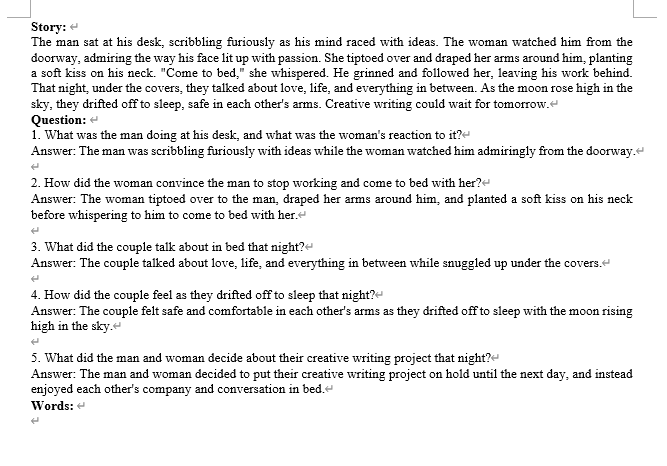 Story:
The man sat at his desk, scribbling furiously as his mind raced with ideas. The woman watched him from the
doorway, admiring the way his face lit up with passion. She tiptoed over and draped her arms around him, planting
a soft kiss on his neck. "Come to bed," she whispered. He grinned and followed her, leaving his work behind.
That night, under the covers, they talked about love, life, and everything in between. As the moon rose high in the
sky, they drifted off to sleep, safe in each other's arms. Creative writing could wait for tomorrow.
Question:
1. What was the man doing at his desk, and what was the woman's reaction to it?
Answer: The man was scribbling furiously with ideas while the woman watched him admiringly from the doorway.
2. How did the woman convince the man to stop working and come to bed with her?
Answer: The woman tiptoed over to the man, draped her arms around him, and planted a soft kiss on his neck
before whispering to him to come to bed with her.
3. What did the couple talk about in bed that night?
Answer: The couple talked about love, life, and everything in between while snuggled up under the covers.
4. How did the couple feel as they drifted off to sleep that night?
Answer: The couple felt safe and comfortable in each other's arms as they drifted off to sleep with the moon rising
high in the sky.
5. What did the man and woman decide about their creative writing project that night?
Answer: The man and woman decided to put their creative writing project on hold until the next day, and instead
enjoyed each other's company and conversation in bed.
Words: